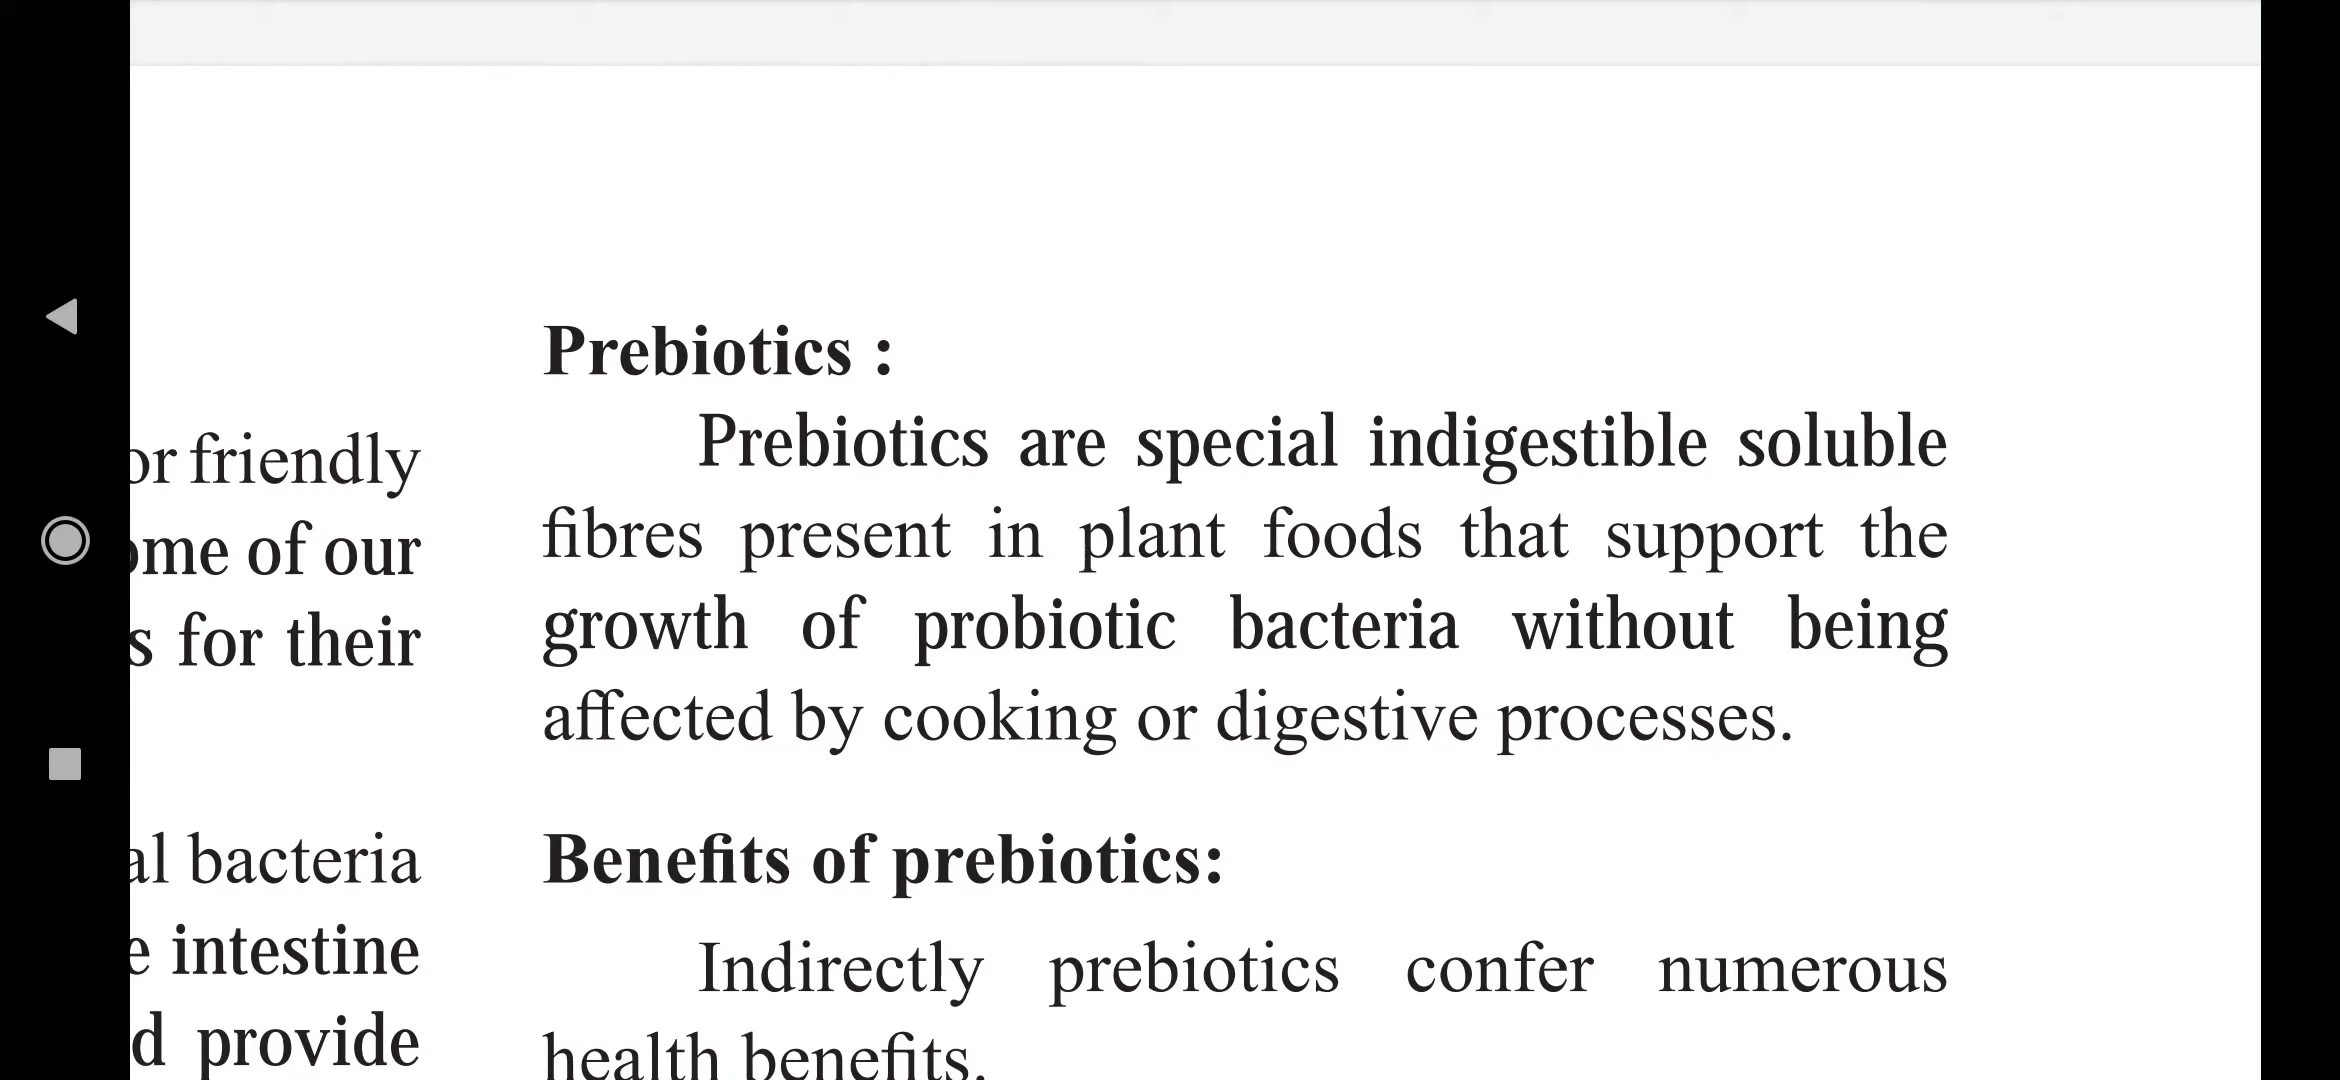 or friendly
of our
for their
bacteria
intestine
provide
Prebiotics :
Prebiotics are special indigestible soluble
fibres present in plant foods that support the
growth of probiotic bacteria without being
affected by cooking or digestive processes.
Benefits of prebiotics:
Indirectly prebiotics confer numerous
health benefits.